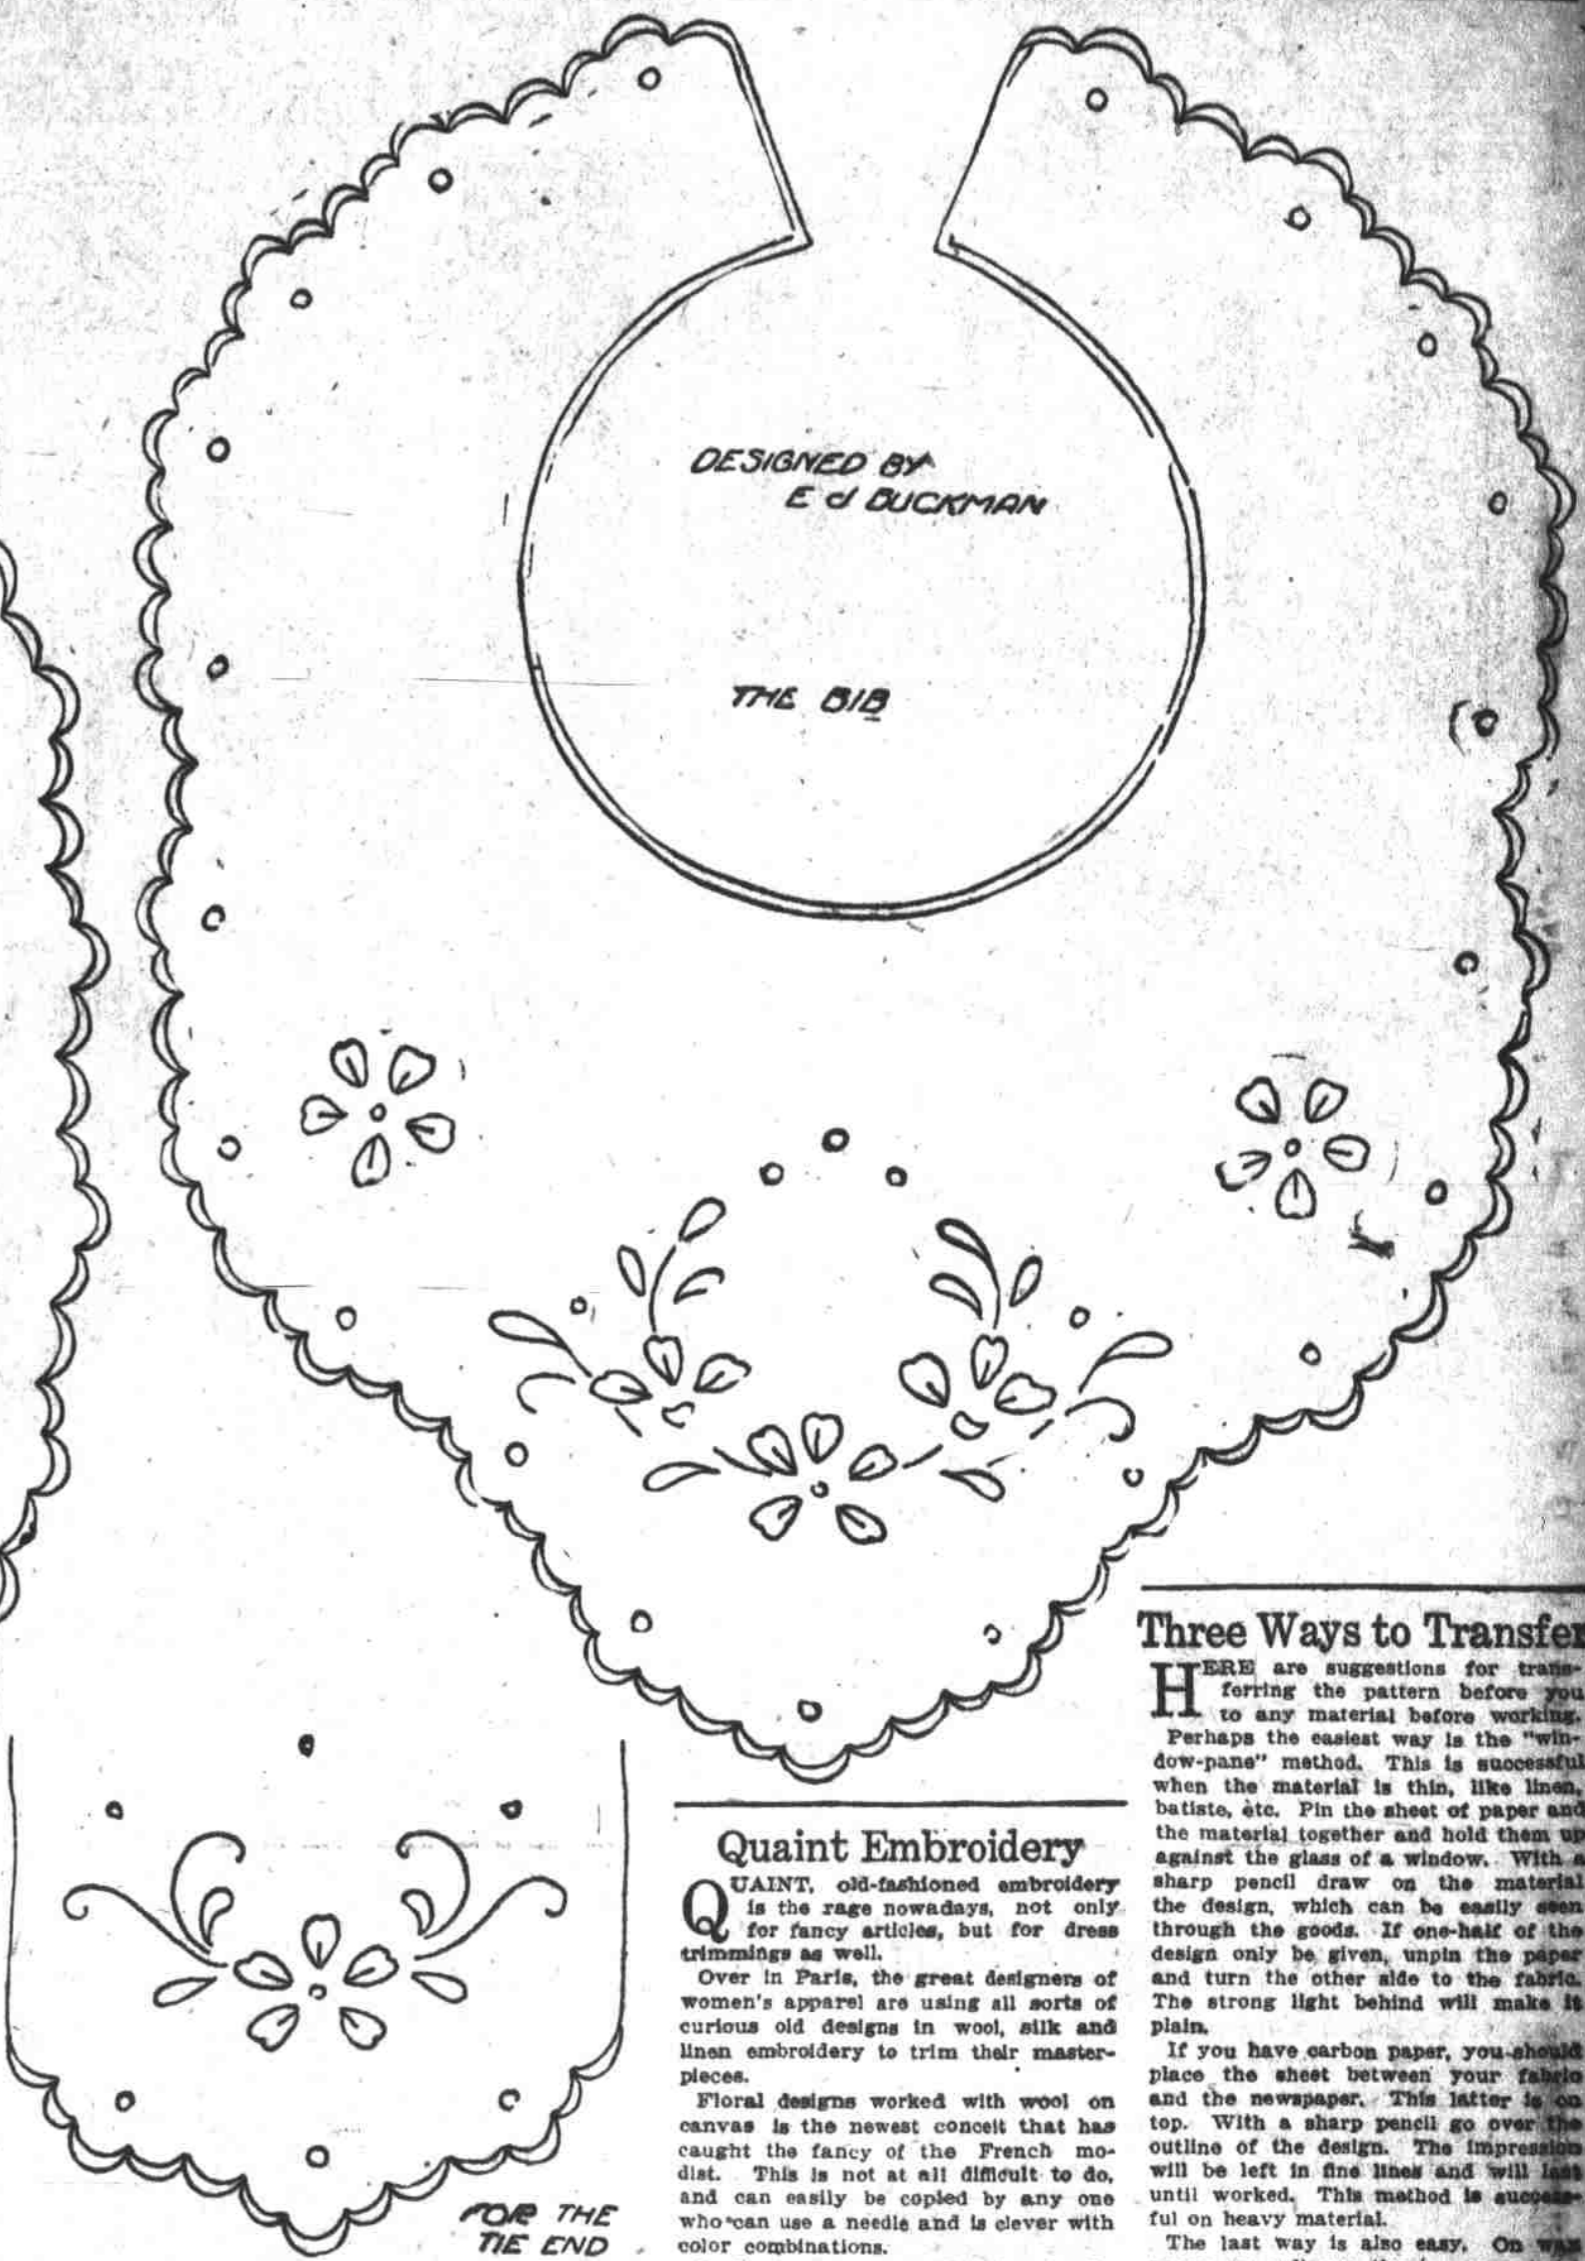 DESIGNED BY
E J BUCKMAN
THE BIB
FOR THE
TIE END
Quaint Embroidery
QUAINT, old-fashioned embroidery
is the rage nowadays, not only
for fancy articles, but for dress
trimmings as well.
Over in Paris, the great designers of
women's apparel are using all sorts of
curious old designs in wool, silk and
linen embroidery to trim their master-
pieces.
Floral designs worked with wool on
canvas is the newest conceit that has
caught the fancy of the French mo-
dist. This is not at all difficult to do,
and can easily be copied by any one
who can use a needle and is clever with
color combinations.
Three Ways to Transfer
HERE are suggestions for trans-
ferring the pattern before you
to any material before working.
Perhaps the easiest way is the "win-
dow-pane" method. This is successful
when the material is thin, like linen,
batiste, etc. Pin the sheet of paper and
the material together and hold them up
against the glass of a window. With a
sharp pencil draw on the material
the design, which can be easily seen
through the goods. If one-half of the
design only be given, unpin the paper
and turn the other side to the fabric.
The strong light behind will make it
plain.
If you have carbon paper, you should
place the sheet between your fabric
and the newspaper. This latter is on
top. With a sharp pencil go over the
outline of the design. The impression
will be left in fine lines and will last
until worked. This method is success-
ful on heavy material.
The last way is also easy. On wax